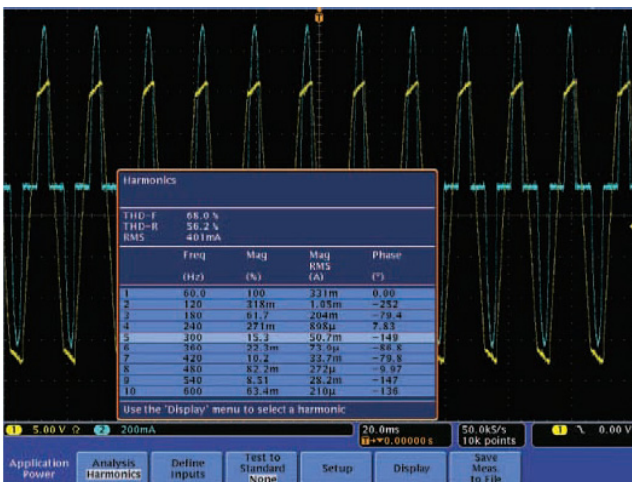 T
Harmonics
THD-F 68.0 %
THD-R 56.2 %
RMS 401mA
Freq Mag Mag Phase
RMS
(Hz) (%) (A) (°)
1 60.0 100 331m 0.00
2 120 318m 1.05m -252
3 180 61.7 204m -79.4
4 240 271m 898µ 7.83
5 300 15.3 50.7m -149
6 360 22.3m 73.9µ -86.8
7 420 10.2 33.7m -79.8
8 480 82.2m 272µ -9.97
9 540 8.51 28.2m -147
10 600 63.4m 210µ -136
Use the 'Display' menu to select a harmonic
1 5.00 V Ω 2 200mA 20.0ms 50.0kS/s 1 0.00 V
T 0.00000 s 10k points
Application Power
Analysis Harmonics
Define Inputs
Test to Standard None
Setup
Display
Save Meas. to File